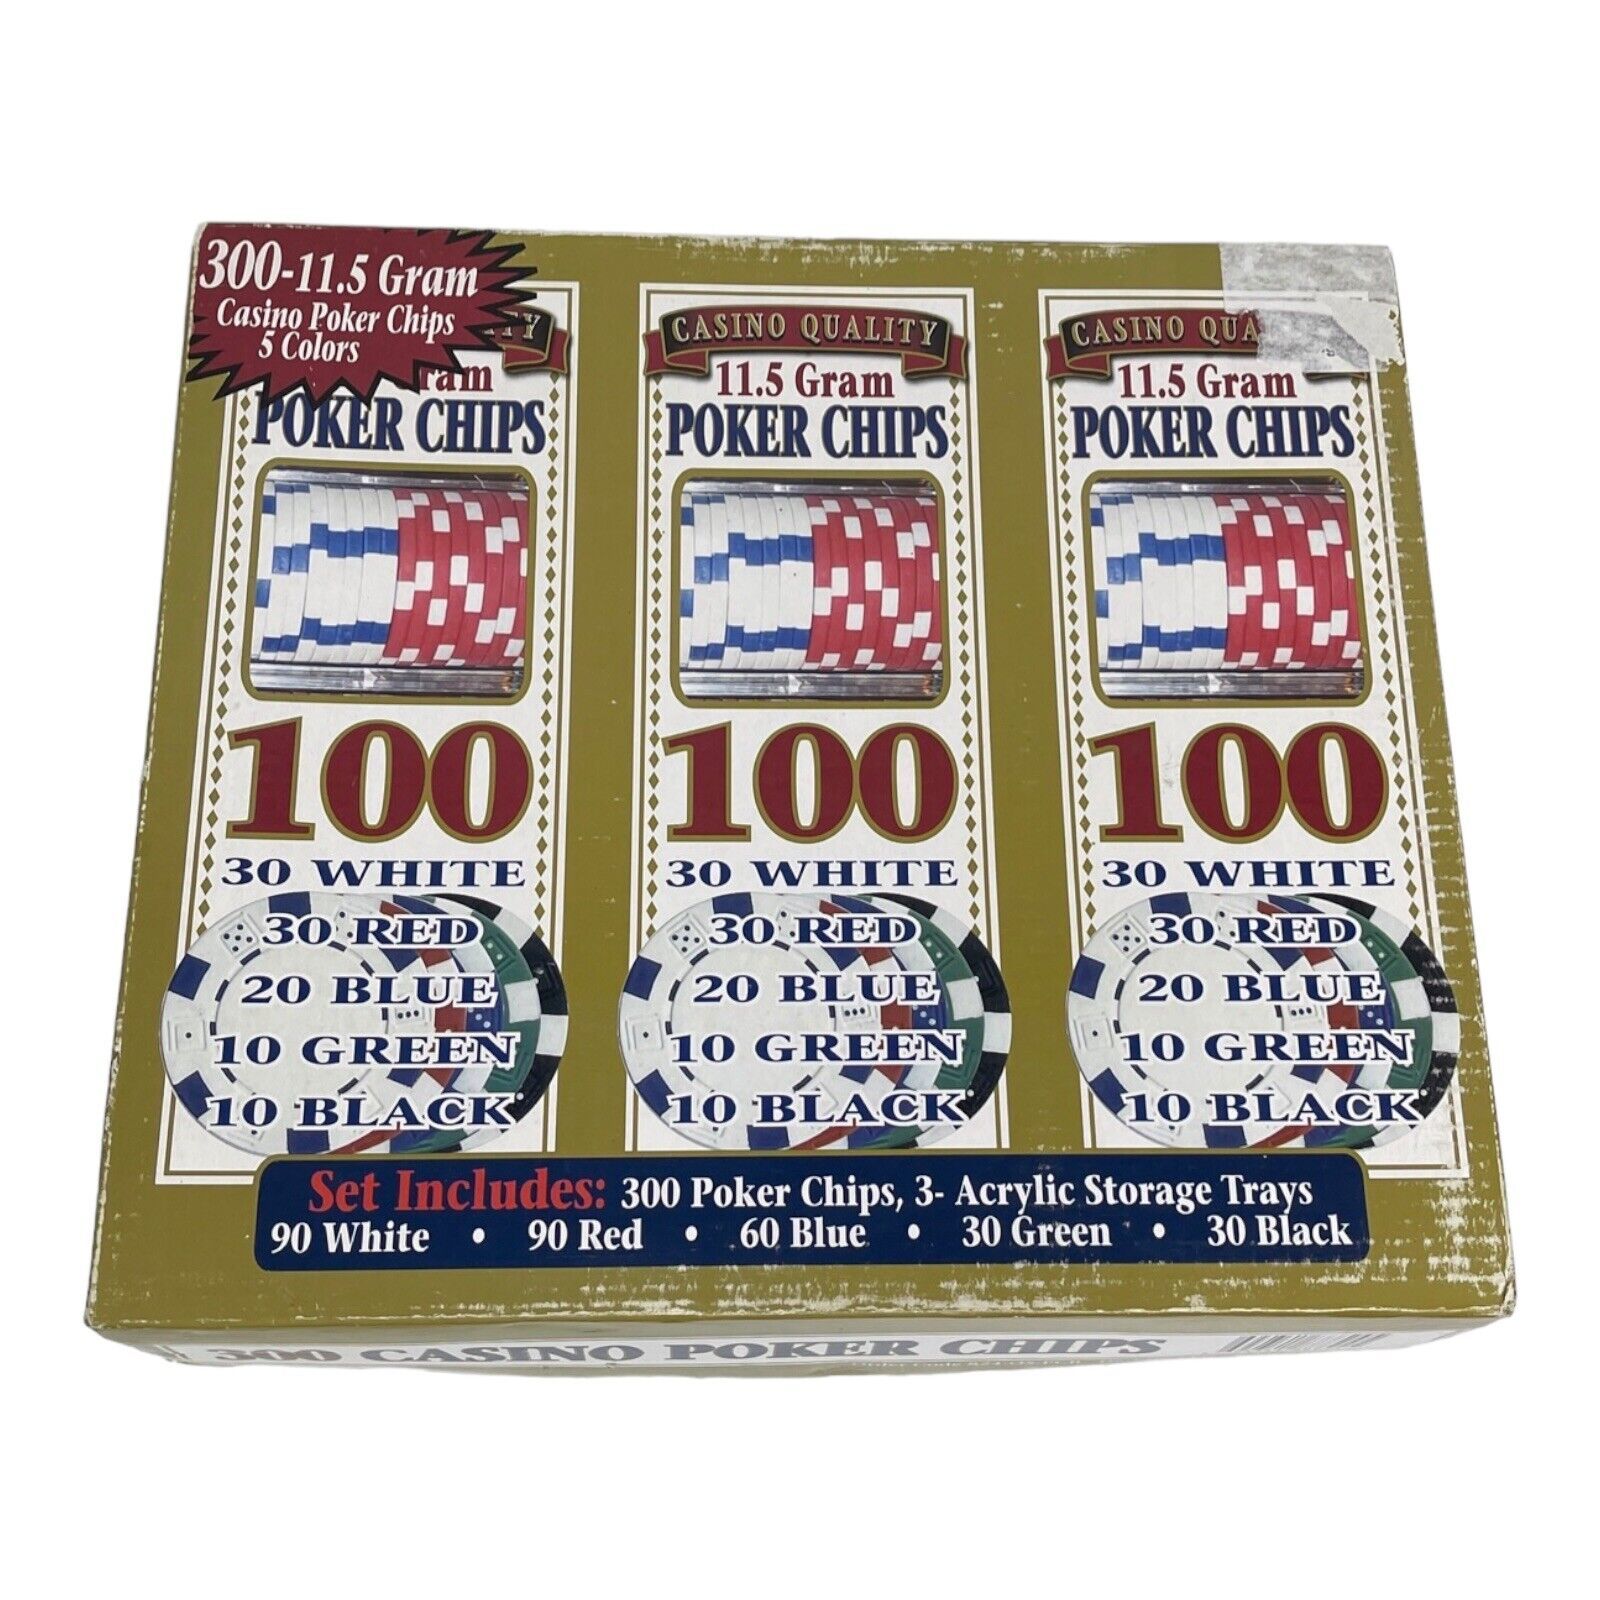 300-11.5 Gram
Casino Poker Chips
5 Colors
POKER CHIPS
100
30 WHITE
30 RED
20 BLUE
10 GREEN
10 BLACK
CASINO QUALITY
11.5 Gram
POKER CHIPS
100
30 WHITE
30 RED
20 BLUE
10 GREEN
10 BLACK
CASINO QUA
11.5 Gram
POKER CHIPS
100
30 WHITE
30 RED
20 BLUE
10 GREEN
10 BLACK
Set Includes: 300 Poker Chips, 3- Acrylic Storage Trays
90 White • 90 Red • 60 Blue • 30 Green • 30 Black
300 CASINO POKER CHIPS